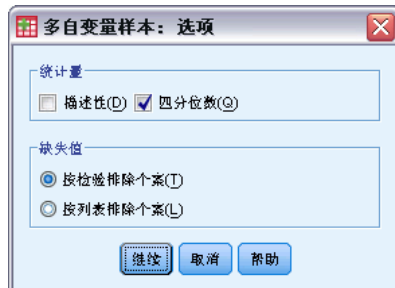 多自变量样本：选项
统计量
描述性(D) 四分位数(Q)
缺失值
按检验排除个案(T)
按列表排除个案(L)
继续 取消 帮助